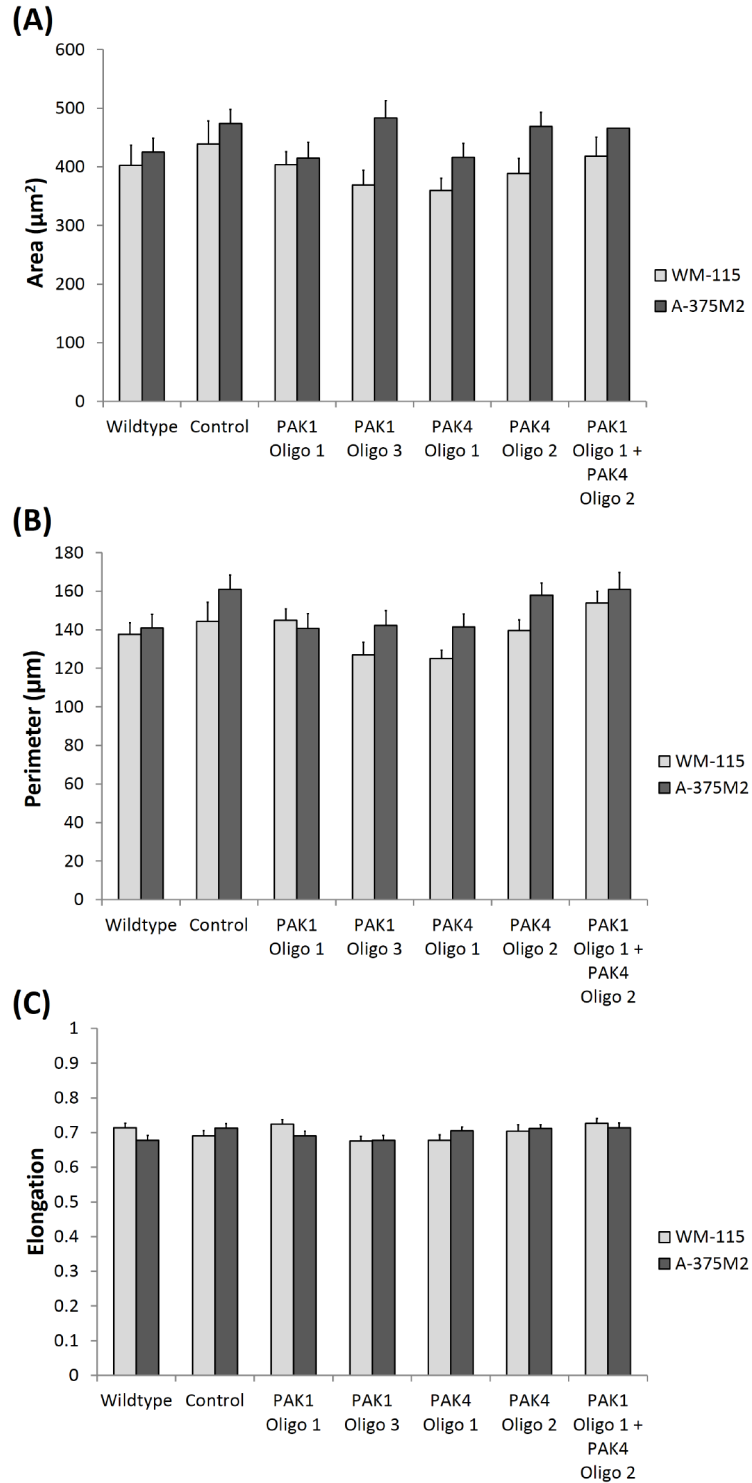 (A)
600
500
400
300
200
100
0
Area (µm²)
Wildtype
Control
PAK1
Oligo 1
PAK1
Oligo 3
PAK4
Oligo 1
PAK4
Oligo 2
PAK1
Oligo 1 +
PAK4
Oligo 2
WM-115
A-375M2
(B)
180
160
140
120
100
80
60
40
20
0
Perimeter (µm)
Wildtype
Control
PAK1
Oligo 1
PAK1
Oligo 3
PAK4
Oligo 1
PAK4
Oligo 2
PAK1
Oligo 1 +
PAK4
Oligo 2
WM-115
A-375M2
(C)
1
0.9
0.8
0.7
0.6
0.5
0.4
0.3
0.2
0.1
0
Elongation
Wildtype
Control
PAK1
Oligo 1
PAK1
Oligo 3
PAK4
Oligo 1
PAK4
Oligo 2
PAK1
Oligo 1 +
PAK4
Oligo 2
WM-115
A-375M2